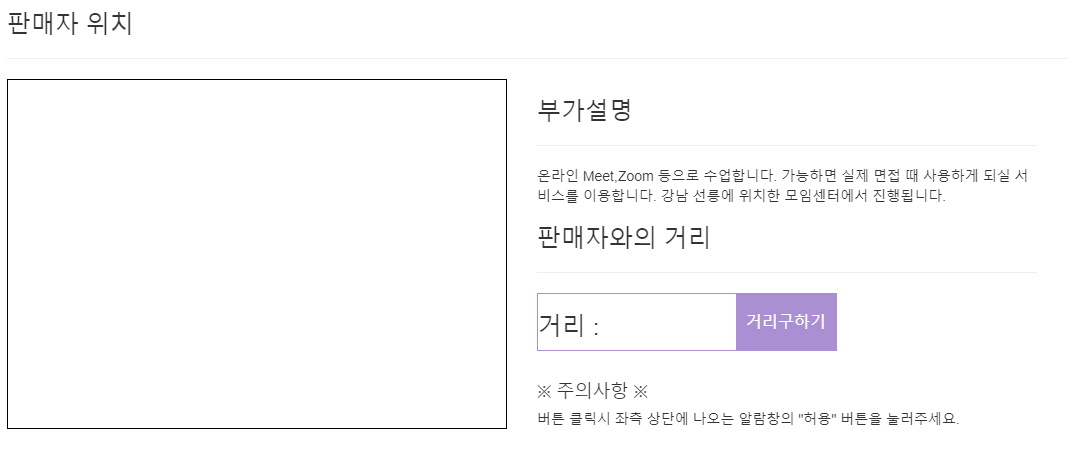 판매자 위치
부가설명
온라인 Meet,Zoom 등으로 수업합니다. 가능하면 실제 면접 때 사용하게 되실 서
비스를 이용합니다. 강남 선릉에 위치한 모임센터에서 진행됩니다.
판매자와의 거리
거리 :
거리구하기
※ 주의사항 ※
버튼 클릭시 좌측 상단에 나오는 알람창의 "허용" 버튼을 눌러주세요.